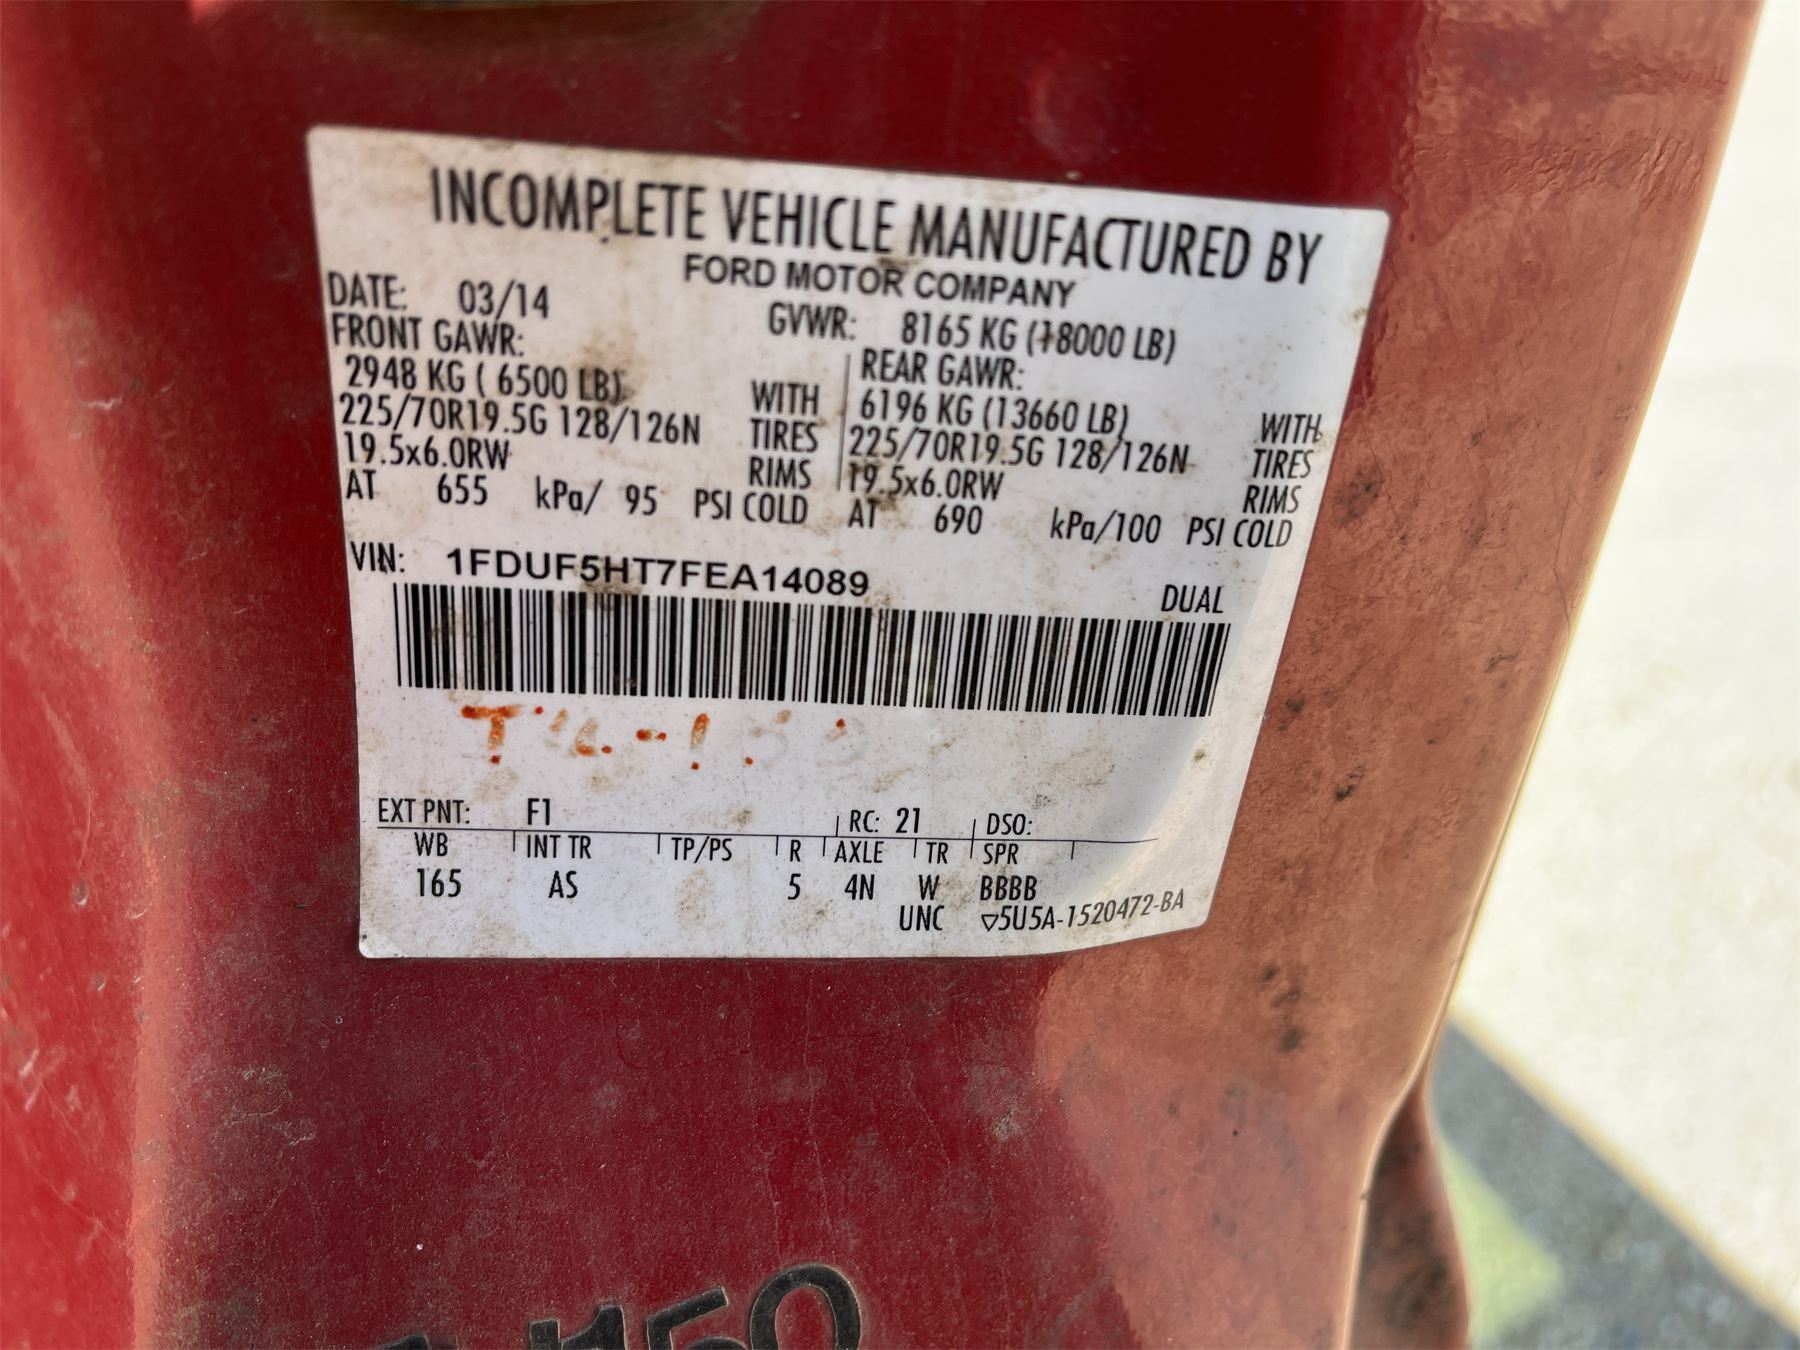 INCOMPLETE VEHICLE MANUFACTURED BY
FORD MOTOR COMPANY
DATE: 03/14 GVWR: 8165 KG (18000 LB)
FRONT GAWR: REAR GAWR:
2948 KG ( 6500 LB) WITH 6196 KG (13660 LB) WITH
225/70R19.5G 128/126N TIRES 225/70R19.5G 128/126N TIRES
19.5x6.0RW RIMS 19.5x6.0RW RIMS
AT 655 kPa/ 95 PSI COLD AT 690 kPa/100 PSI COLD
VIN: 1FDUF5HT7FEA14089
DUAL
EXT PNT: F1 RC: 21 DSO:
WB INT TR TP/PS R AXLE TR SPR
165 AS 5 4N W BBBB
UNC ▽5U5A-1520472-BA